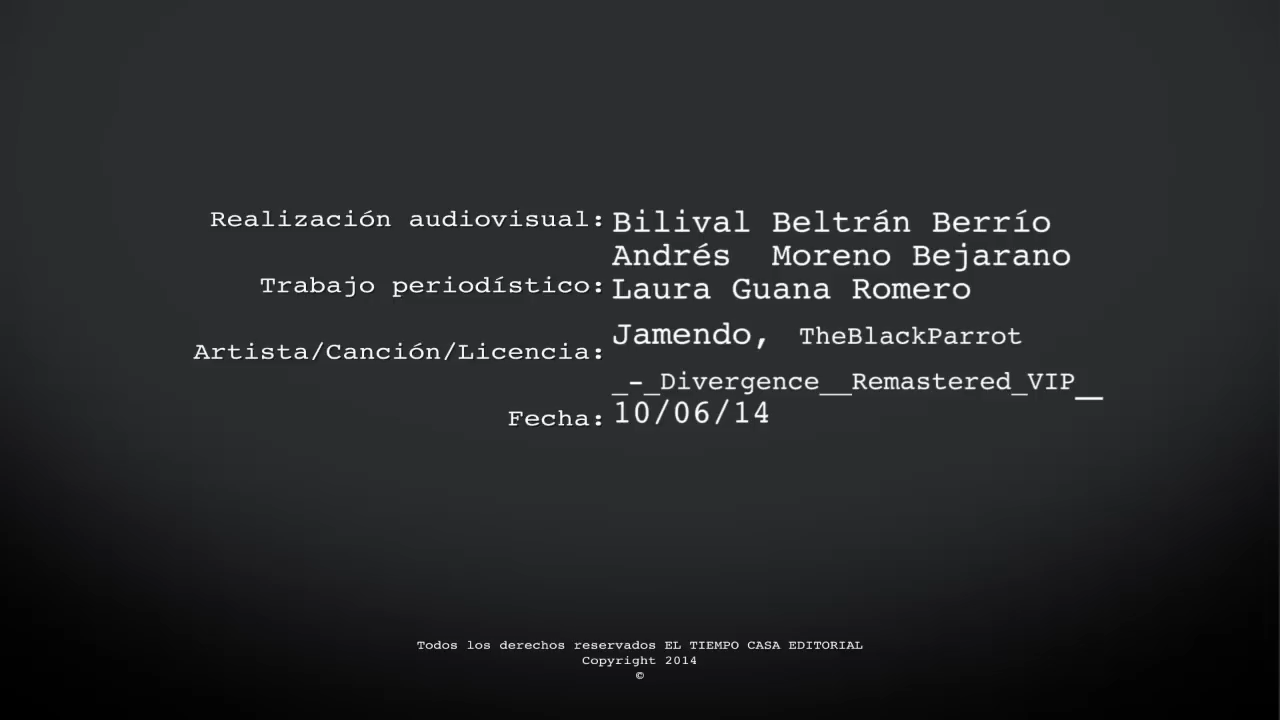 Realización audiovisual: Bilival Beltrán Berrío
Andrés  Moreno Bejarano
Trabajo periodístico: Laura Guana Romero
Artista/Canción/Licencia: Jamendo, TheBlackParrot
_-_Divergence__Remastered_VIP__
Fecha: 10/06/14
Todos los derechos reservados EL TIEMPO CASA EDITORIAL
Copyright 2014
©